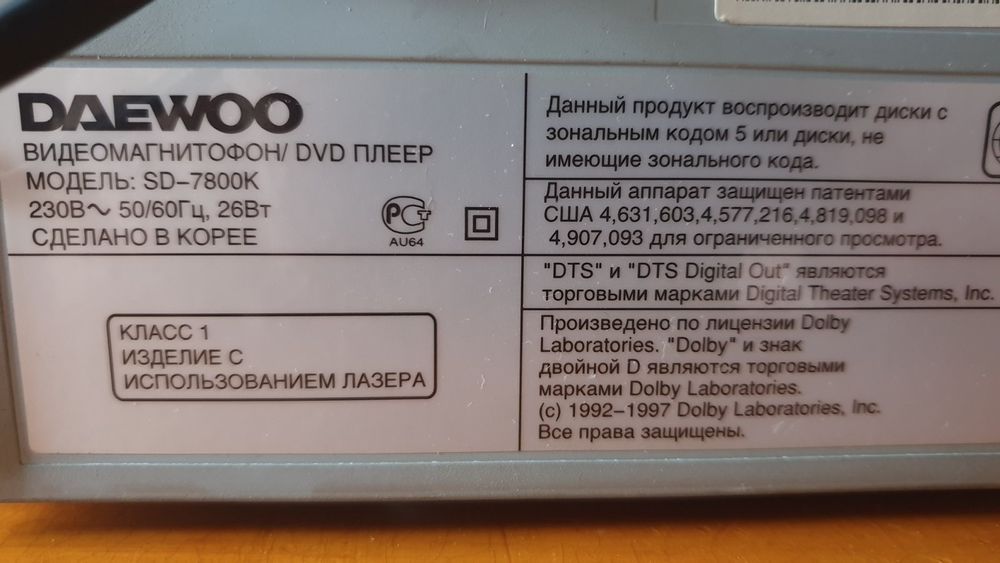 DAEWOO
ВИДЕОМАГНИТОФОН/ DVD ПЛЕЕР
МОДЕЛЬ: SD-7800K
230В~ 50/60Гц, 26Вт
СДЕЛАНО В КОРЕЕ
РСТ
АЮ64
КЛАСС 1
ИЗДЕЛИЕ С
ИСПОЛЬЗОВАНИЕМ ЛАЗЕРА
Данный продукт воспроизводит диски с
зональным кодом 5 или диски, не
имеющие зонального кода.
Данный аппарат защищен патентами
США 4,631,603,4,577,216,4,819,098 и
4,907,093 для ограниченного просмотра.
"DTS" и "DTS Digital Out" являются
торговыми марками Digital Theater Systems, Inc.
Произведено по лицензии Dolby
Laboratories. "Dolby" и знак
двойной D являются торговыми
марками Dolby Laboratories.
(c) 1992-1997 Dolby Laboratories, Inc.
Все права защищены.